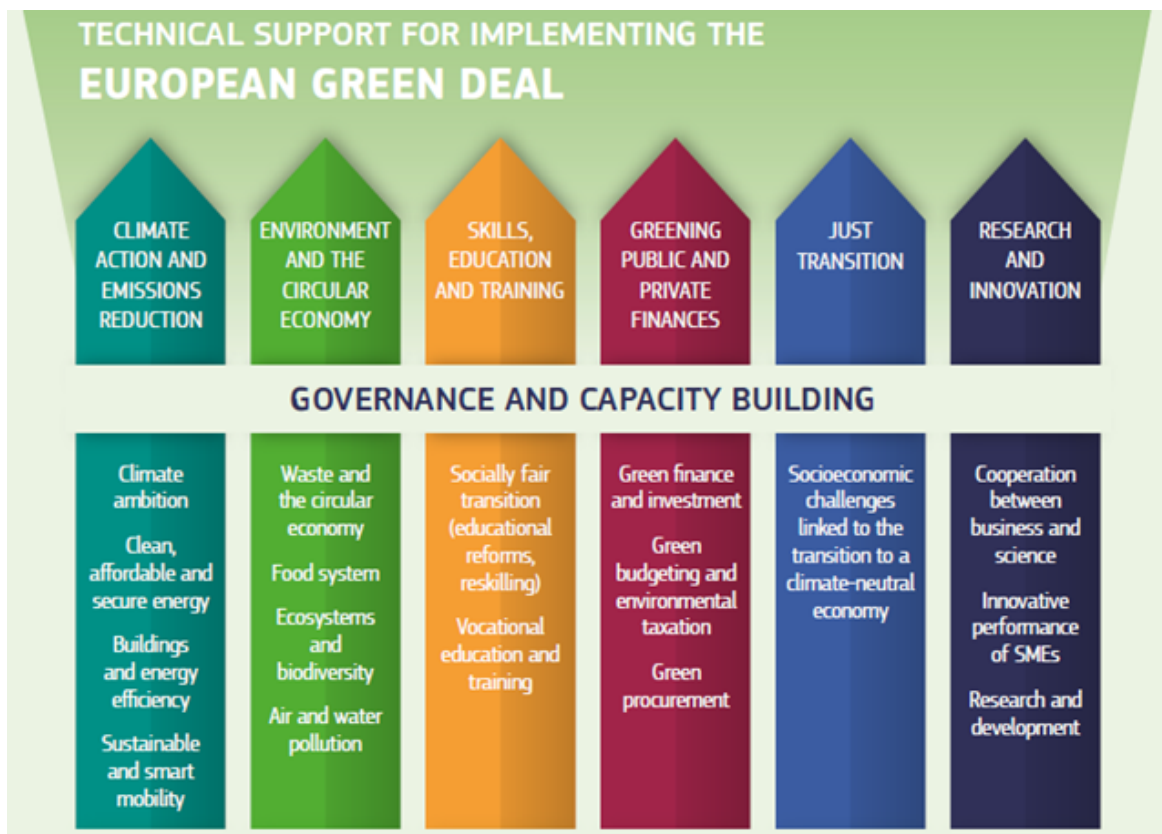 TECHNICAL SUPPORT FOR IMPLEMENTING THE
EUROPEAN GREEN DEAL
CLIMATE
ACTION AND
EMISSIONS
REDUCTION
ENVIRONMENT
AND THE
CIRCULAR
ECONOMY
SKILLS,
EDUCATION
AND TRAINING
GREENING
PUBLIC AND
PRIVATE
FINANCES
JUST
TRANSITION
RESEARCH
AND
INNOVATION
GOVERNANCE AND CAPACITY BUILDING
Climate
ambition
Clean,
affordable and
secure energy
Buildings
and energy
efficiency
Sustainable
and smart
mobility
Waste and
the circular
economy
Food system
Ecosystems
and
biodiversity
Air and water
pollution
Socially fair
transition
(educational
reforms,
reskilling)
Vocational
education and
training
Green finance
and investment
Green
budgeting and
environmental
taxation
Green
procurement
Socioeconomic
challenges
linked to the
transition to a
climate-neutral
economy
Cooperation
between
business and
science
Innovative
performance
of SMEs
Research and
development